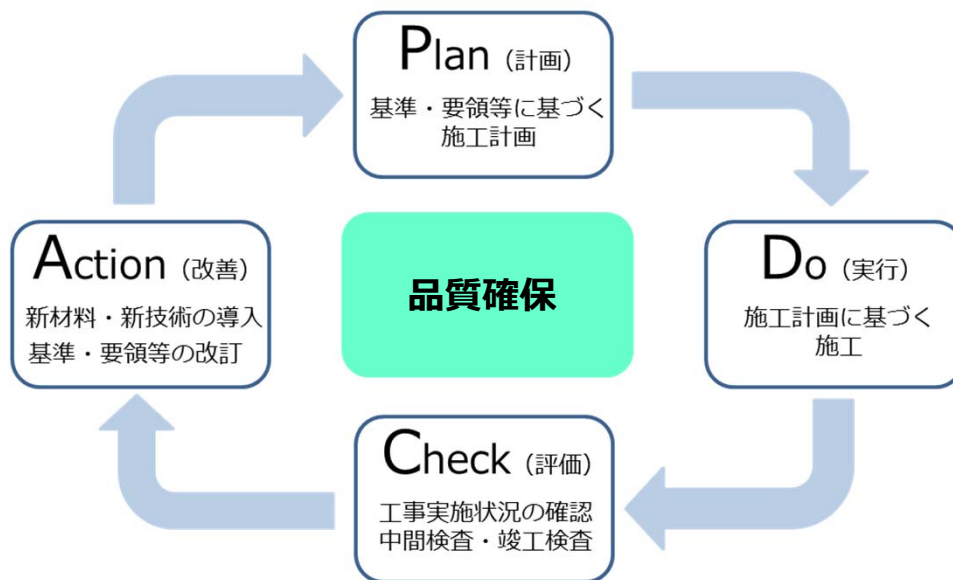 Plan（計画）
基準・要領等に基づく
施工計画
Do（実行）
施工計画に基づく
施工
Check（評価）
工事実施状況の確認
中間検査・竣工検査
Action（改善）
新材料・新技術の導入
基準・要領等の改訂
品質確保